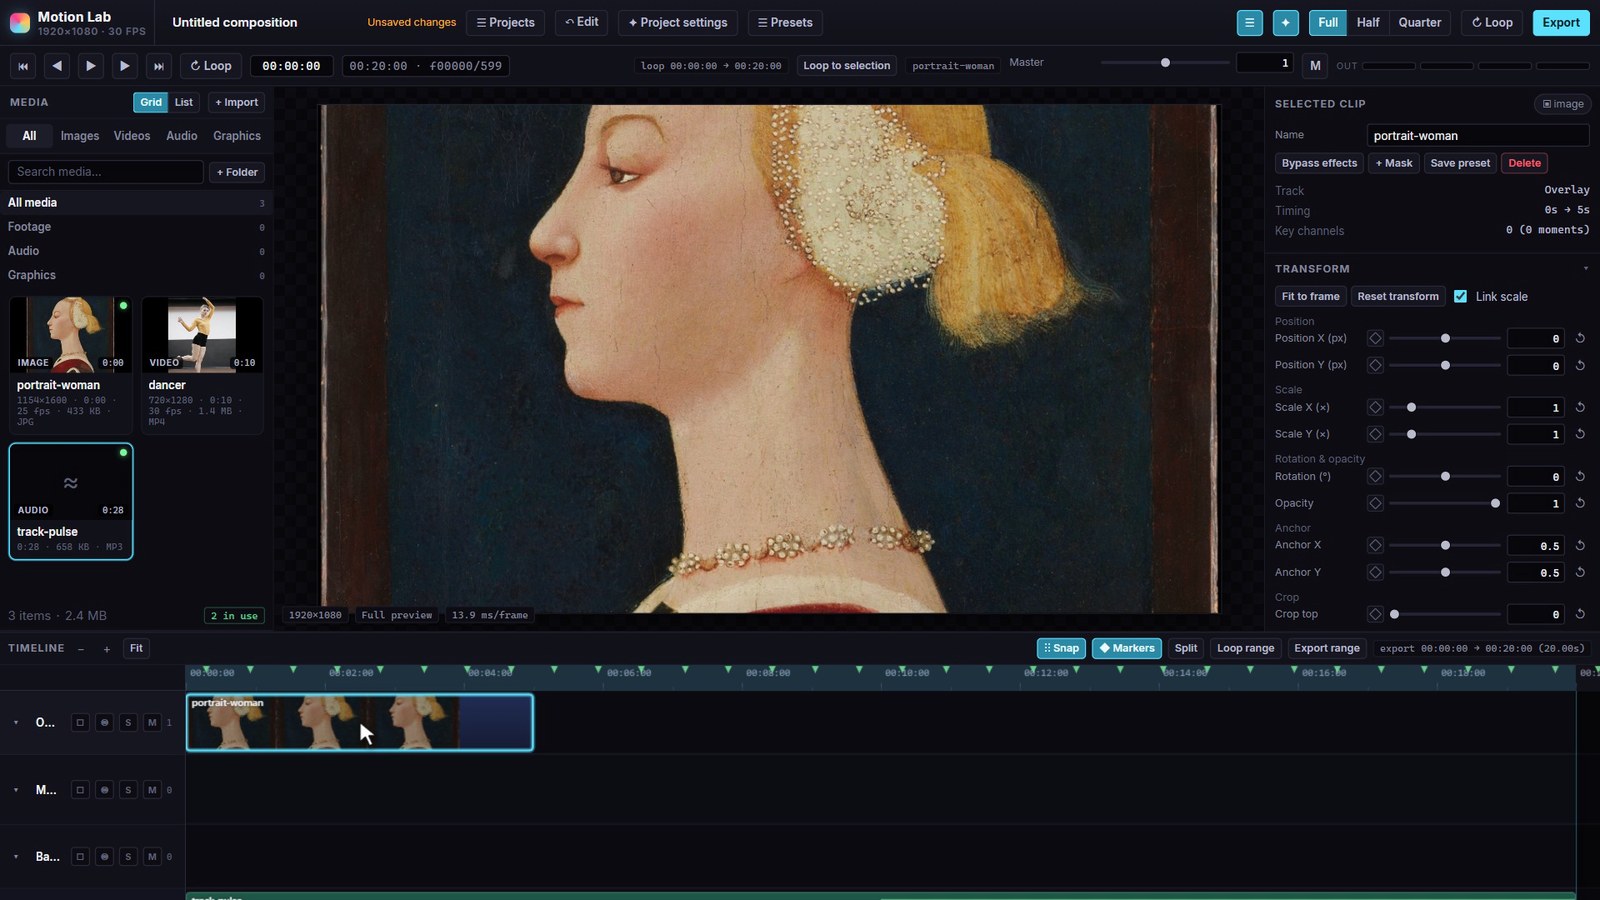 Motion Lab
1920×1080 · 30 FPS
Untitled composition
Unsaved changes
☰ Projects
↶ Edit
✦ Project settings
☰ Presets
☰
✦
Full
Half
Quarter
↻ Loop
Export
↻ Loop
00:00:00
00:20:00 · f00000/599
loop 00:00:00 → 00:20:00
Loop to selection
portrait-woman
Master
1
M
OUT
MEDIA
Grid
List
+ Import
All
Images
Videos
Audio
Graphics
Search media...
+ Folder
All media 3
Footage 0
Audio 0
Graphics 0
IMAGE 0:00
portrait-woman
1154×1600 · 0:00 ·
25 fps · 433 KB ·
JPG
VIDEO 0:10
dancer
720×1280 · 0:10 ·
30 fps · 1.4 MB ·
MP4
≈
AUDIO 0:28
track-pulse
0:28 · 658 KB · MP3
3 items · 2.4 MB
2 in use
1920×1080
Full preview
13.9 ms/frame
SELECTED CLIP
image
Name
portrait-woman
Bypass effects
+ Mask
Save preset
Delete
Track Overlay
Timing 0s → 5s
Key channels 0 (0 moments)
TRANSFORM
Fit to frame
Reset transform
Link scale
Position
Position X (px) 0
Position Y (px) 0
Scale
Scale X (×) 1
Scale Y (×) 1
Rotation & opacity
Rotation (°) 0
Opacity 1
Anchor
Anchor X 0.5
Anchor Y 0.5
Crop
Crop top 0
TIMELINE
−
+
Fit
Snap
◆ Markers
Split
Loop range
Export range
export 00:00:00 → 00:20:00 (20.00s)
00:00:00 00:02:00 00:04:00 00:06:00 00:08:00 00:10:00 00:12:00 00:14:00 00:16:00 00:18:00
O... S M 1
portrait-woman
M... S M 0
Ba... S M 0